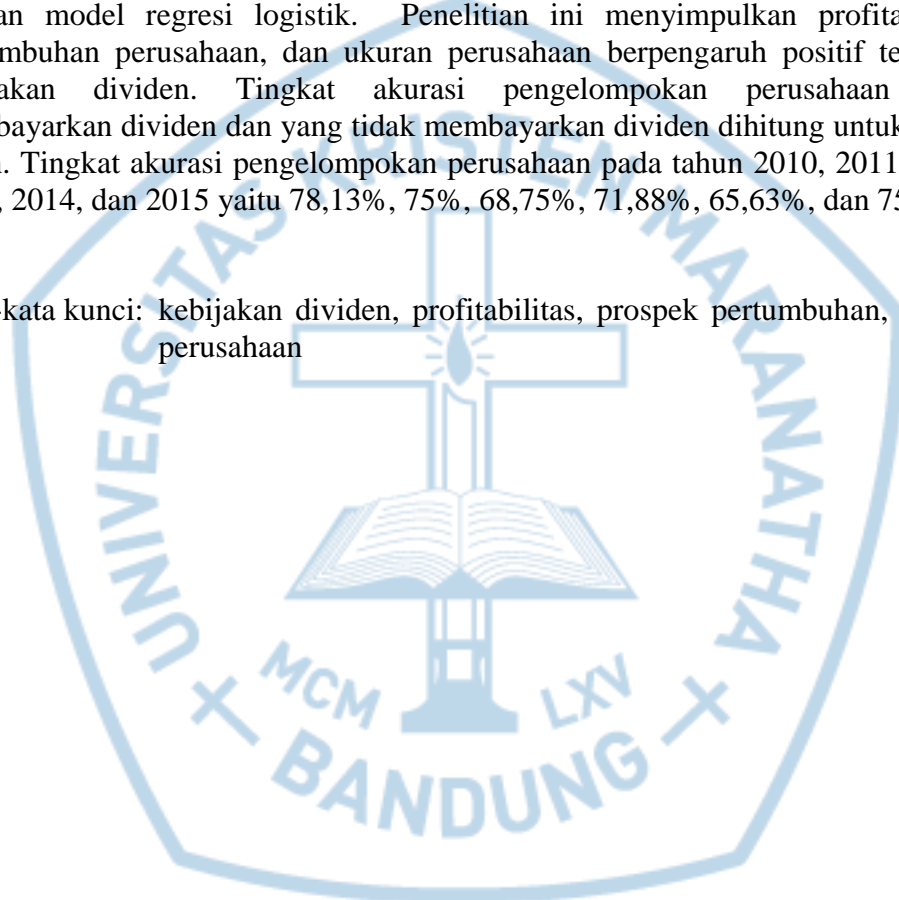 an model regresi logistik. Penelitian ini menyimpulkan profita
mbuhan perusahaan, dan ukuran perusahaan berpengaruh positif te
akan dividen. Tingkat akurasi pengelompokan perusahaan
bayarkan dividen dan yang tidak membayarkan dividen dihitung untuk
. Tingkat akurasi pengelompokan perusahaan pada tahun 2010, 2011
, 2014, dan 2015 yaitu 78,13%, 75%, 68,75%, 71,88%, 65,63%, dan 75
-kata kunci: kebijakan dividen, profitabilitas, prospek pertumbuhan,
perusahaan
UNIVERSITAS KRISTEN MARANATHA
MCM LXV
BANDUNG